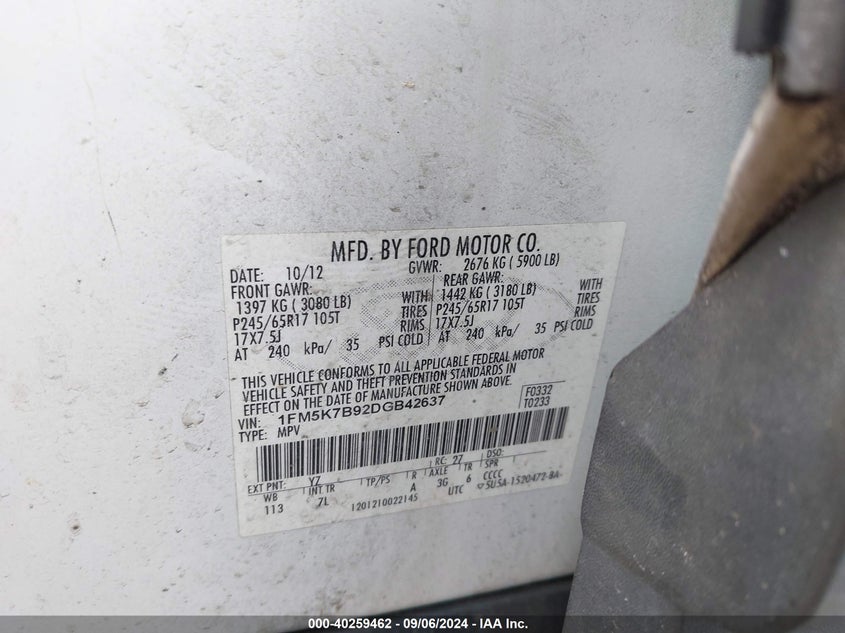 MFD. BY FORD MOTOR CO.
DATE: 10/12 GVWR: 2676 KG ( 5900 LB)
FRONT GAWR: REAR GAWR:
1397 KG ( 3080 LB) WITH 1442 KG ( 3180 LB) WITH
P245/65R17 105T TIRES P245/65R17 105T TIRES
17X7.5J RIMS 17X7.5J RIMS
AT 240 kPa/ 35 PSI COLD AT 240 kPa/ 35 PSI COLD
THIS VEHICLE CONFORMS TO ALL APPLICABLE FEDERAL MOTOR
VEHICLE SAFETY AND THEFT PREVENTION STANDARDS IN
EFFECT ON THE DATE OF MANUFACTURE SHOWN ABOVE.
VIN: 1FM5K7B92DGB42637 F0332
TYPE: MPV T0233
EXT PNT: YZ RC: 27 DSO:
WB INT TR TP/PS R AXLE TR SPR
113 7L A 3G 6 CCCC
1201210022145 UTC 5U5A-1520472-BA
000-40259462 - 09/06/2024 - IAA Inc.